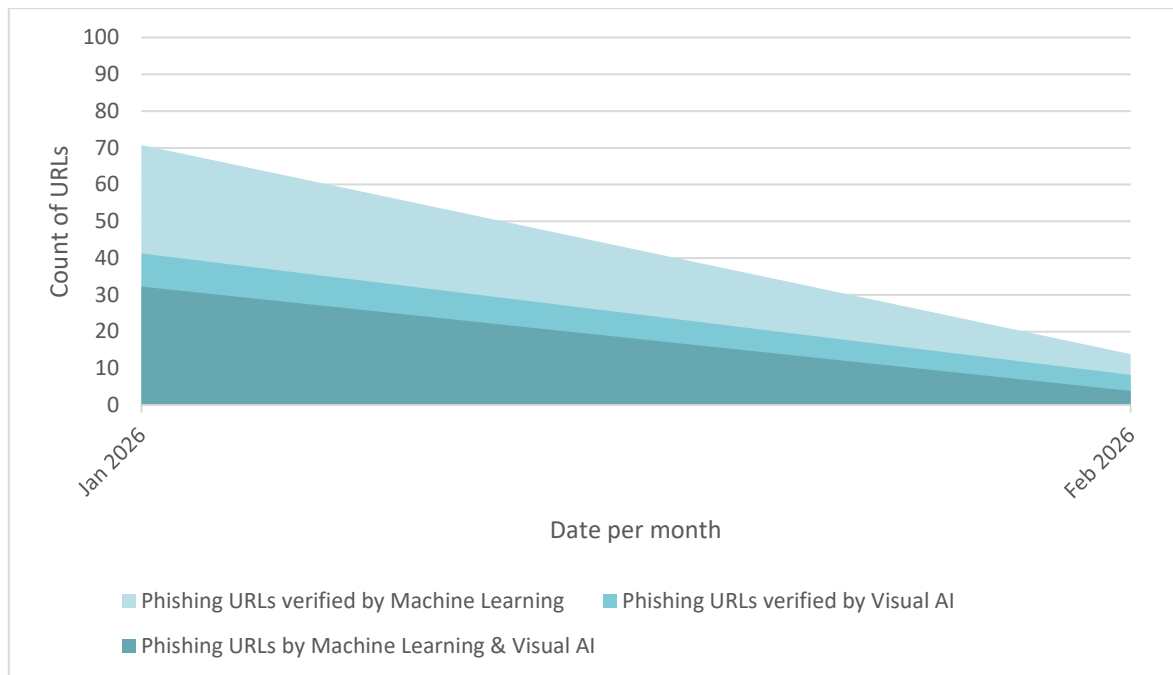 100
90
80
70
60
50
40
30
20
10
0
Count of URLs
Jan 2026
Feb 2026
Date per month
Phishing URLs verified by Machine Learning
Phishing URLs verified by Visual AI
Phishing URLs by Machine Learning & Visual AI